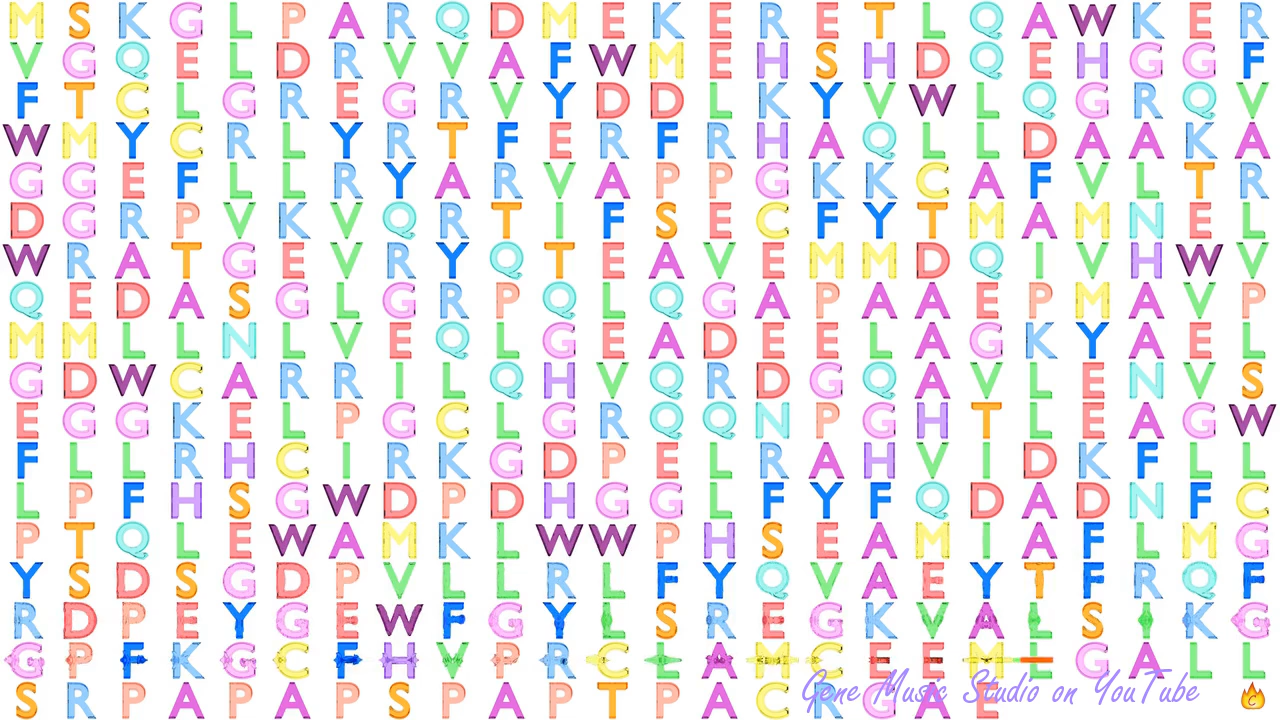 M S K G L P A R Q D M E K E R E T L Q A W K E R
V G Q E L D R V V A F W M E H S H D Q E H G G F
F T C L G R E G R V Y D D L K Y V W L Q G R Q V
W M Y C R L Y R T F E R F R H A Q L L D A A K A
G G E F L L R Y A R V A P P G K K C A F V L T R
D G R P V K V Q R T I F S E C F Y T M A M N E L
W R A T G E V R Y Q T E A V E M M D Q I V H W V
Q E D A S G L G R P Q L Q G A P A A E P M A V P
M M L L N L V E Q L G E A D E E L A G K Y A E L
G D W C A R R I L Q H V Q R D G Q A V L E N V S
E G G K E L P G C L G R Q Q N P G H T L E A G W
F L L R H C I R K G D P E L R A H V I D K F L L
L P F H S G W D P D H G G L F Y F Q D A D N F C
P T Q L E W A M K L W W P H S E A M I A F L M G
Y S D S G D P V L L R L F Y Q V A E Y T F R Q F
R D P E Y G E W F G Y L S R E G K V A L S I K G
G P F K G C F H V P R C L A M C E E M L G A L L
S R P A P A P S P A P T P A C R G A E
Gene Music Studio on YouTube